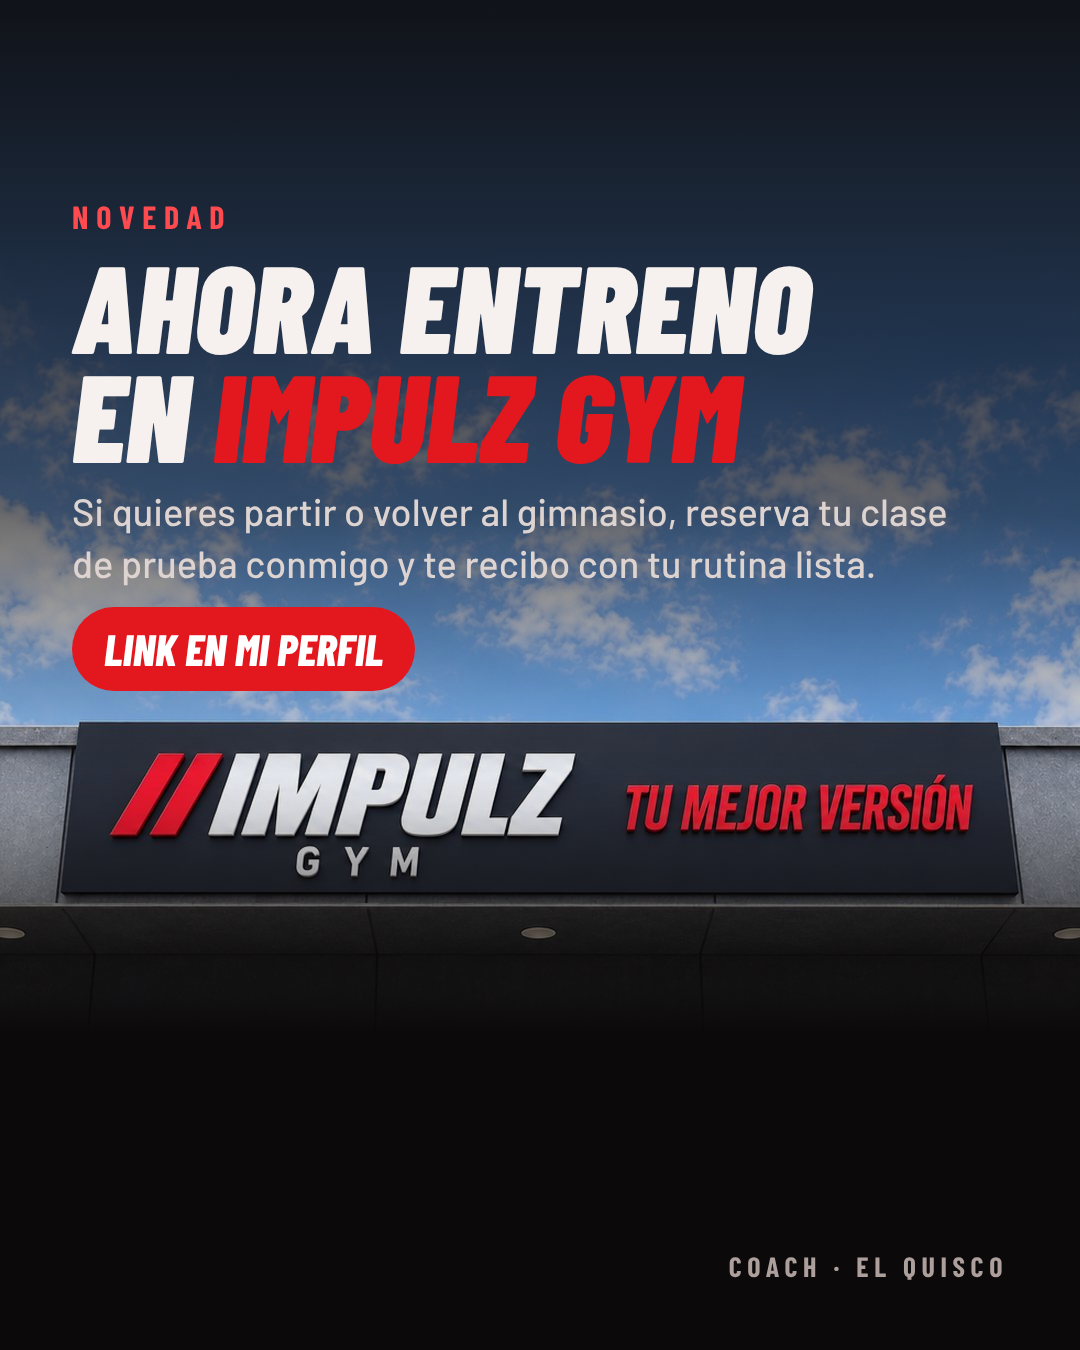 NOVEDAD
AHORA ENTRENO
EN IMPULZ GYM
Si quieres partir o volver al gimnasio, reserva tu clase
de prueba conmigo y te recibo con tu rutina lista.
LINK EN MI PERFIL
//IMPULZ
GYM
TU MEJOR VERSIÓN
COACH · EL QUISCO